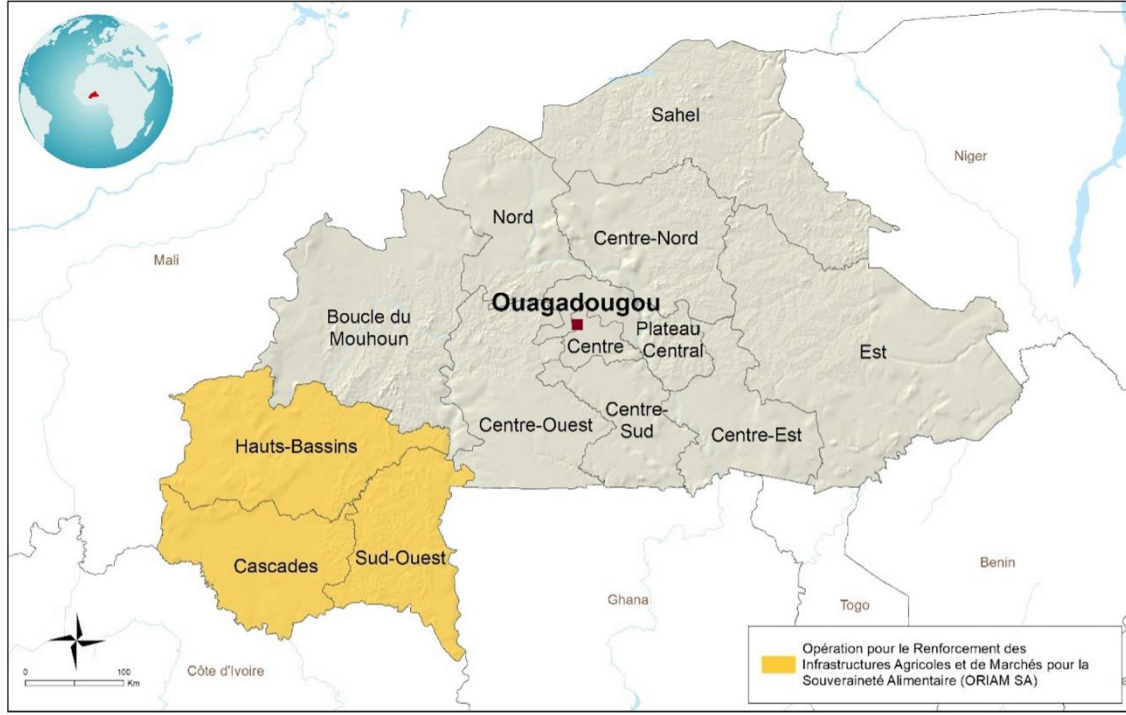 Sahel
Niger
Nord
Centre-Nord
Mali
Ouagadougou
Boucle du
Mouhoun
Centre
Plateau
Central
Est
Centre-Ouest
Centre-
Sud
Centre-Est
Hauts-Bassins
Cascades
Sud-Ouest
Ghana
Togo
Benin
Côte d'Ivoire
0
100
Km
Opération pour le Renforcement des
Infrastructures Agricoles et de Marchés pour la
Souveraineté Alimentaire (ORIAM SA)